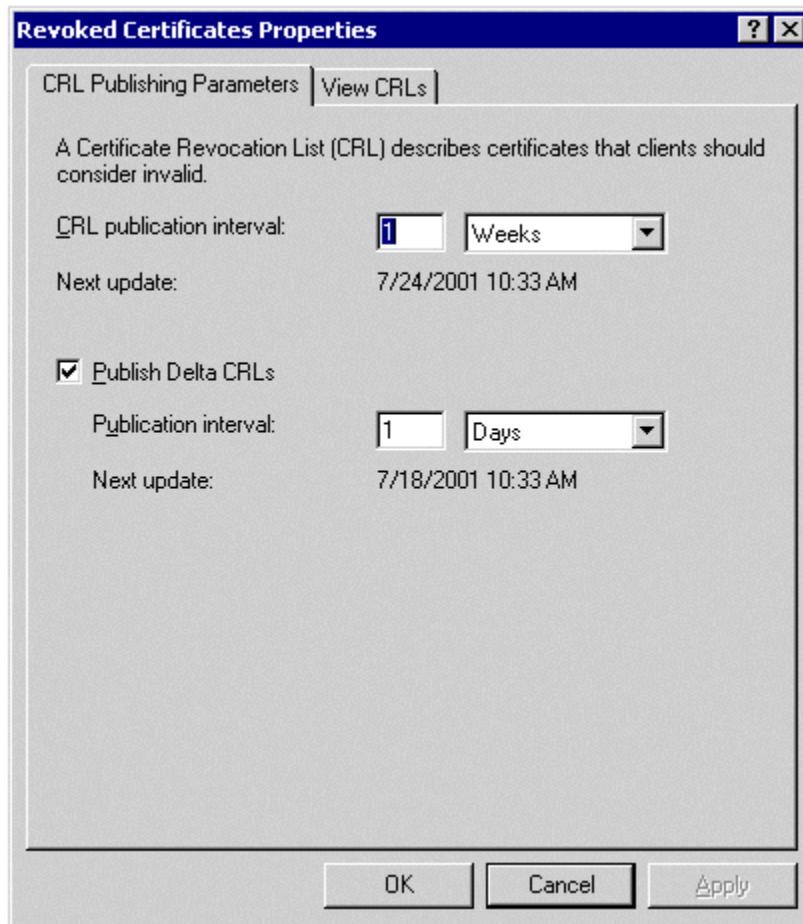 Revoked Certificates Properties
CRL Publishing Parameters View CRLs
A Certificate Revocation List (CRL) describes certificates that clients should
consider invalid.
CRL publication interval: 1 Weeks
Next update: 7/24/2001 10:33 AM
Publish Delta CRLs
Publication interval: 1 Days
Next update: 7/18/2001 10:33 AM
OK Cancel Apply